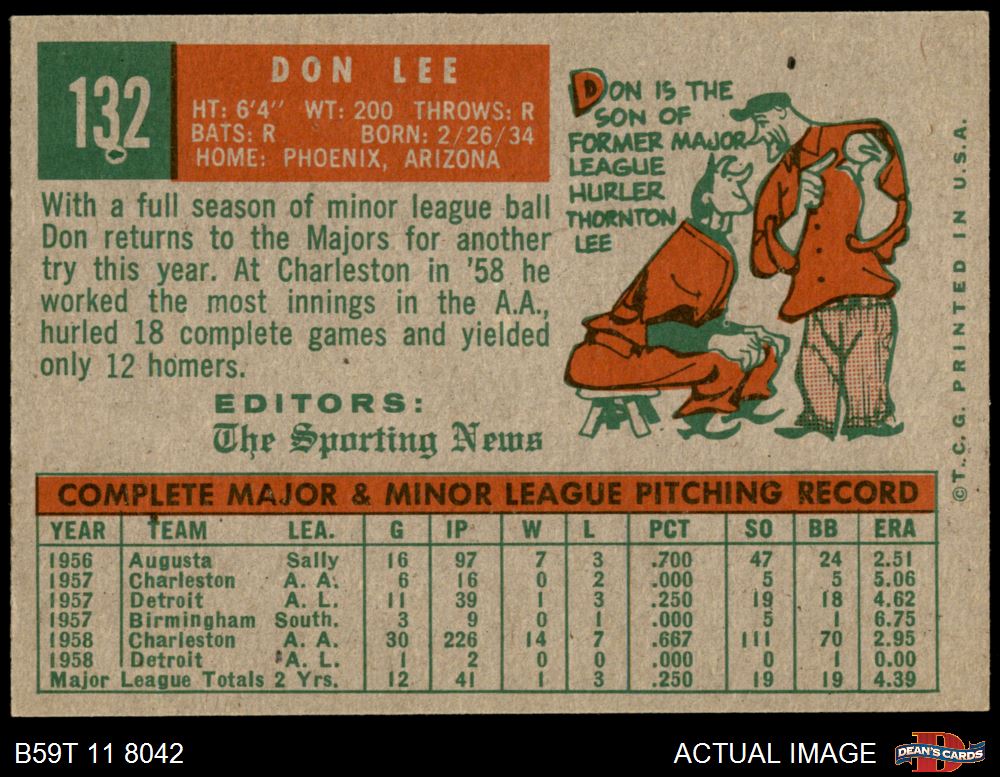 132
DON LEE
HT: 6'4" WT: 200 THROWS: R
BATS: R BORN: 2/26/34
HOME: PHOENIX, ARIZONA
With a full season of minor league ball
Don returns to the Majors for another
try this year. At Charleston in '58 he
worked the most innings in the A.A.,
hurled 18 complete games and yielded
only 12 homers.
EDITORS:
The Sporting News
DON IS THE
SON OF
FORMER MAJOR
LEAGUE
HURLER
THORNTON
LEE
©T.C.G. PRINTED IN U.S.A.
COMPLETE MAJOR & MINOR LEAGUE PITCHING RECORD
YEAR TEAM LEA. G IP W L PCT SO BB ERA
1956 Augusta Sally 16 97 7 3 .700 47 24 2.51
1957 Charleston A. A. 6 16 0 2 .000 5 5 5.06
1957 Detroit A. L. 11 39 1 3 .250 19 18 4.62
1957 Birmingham South. 3 9 0 1 .000 5 1 6.75
1958 Charleston A. A. 30 226 14 7 .667 111 70 2.95
1958 Detroit A. L. 1 2 0 0 .000 0 1 0.00
Major League Totals 2 Yrs. 12 41 1 3 .250 19 19 4.39
B59T 11 8042
ACTUAL IMAGE
DEAN'S CARDS